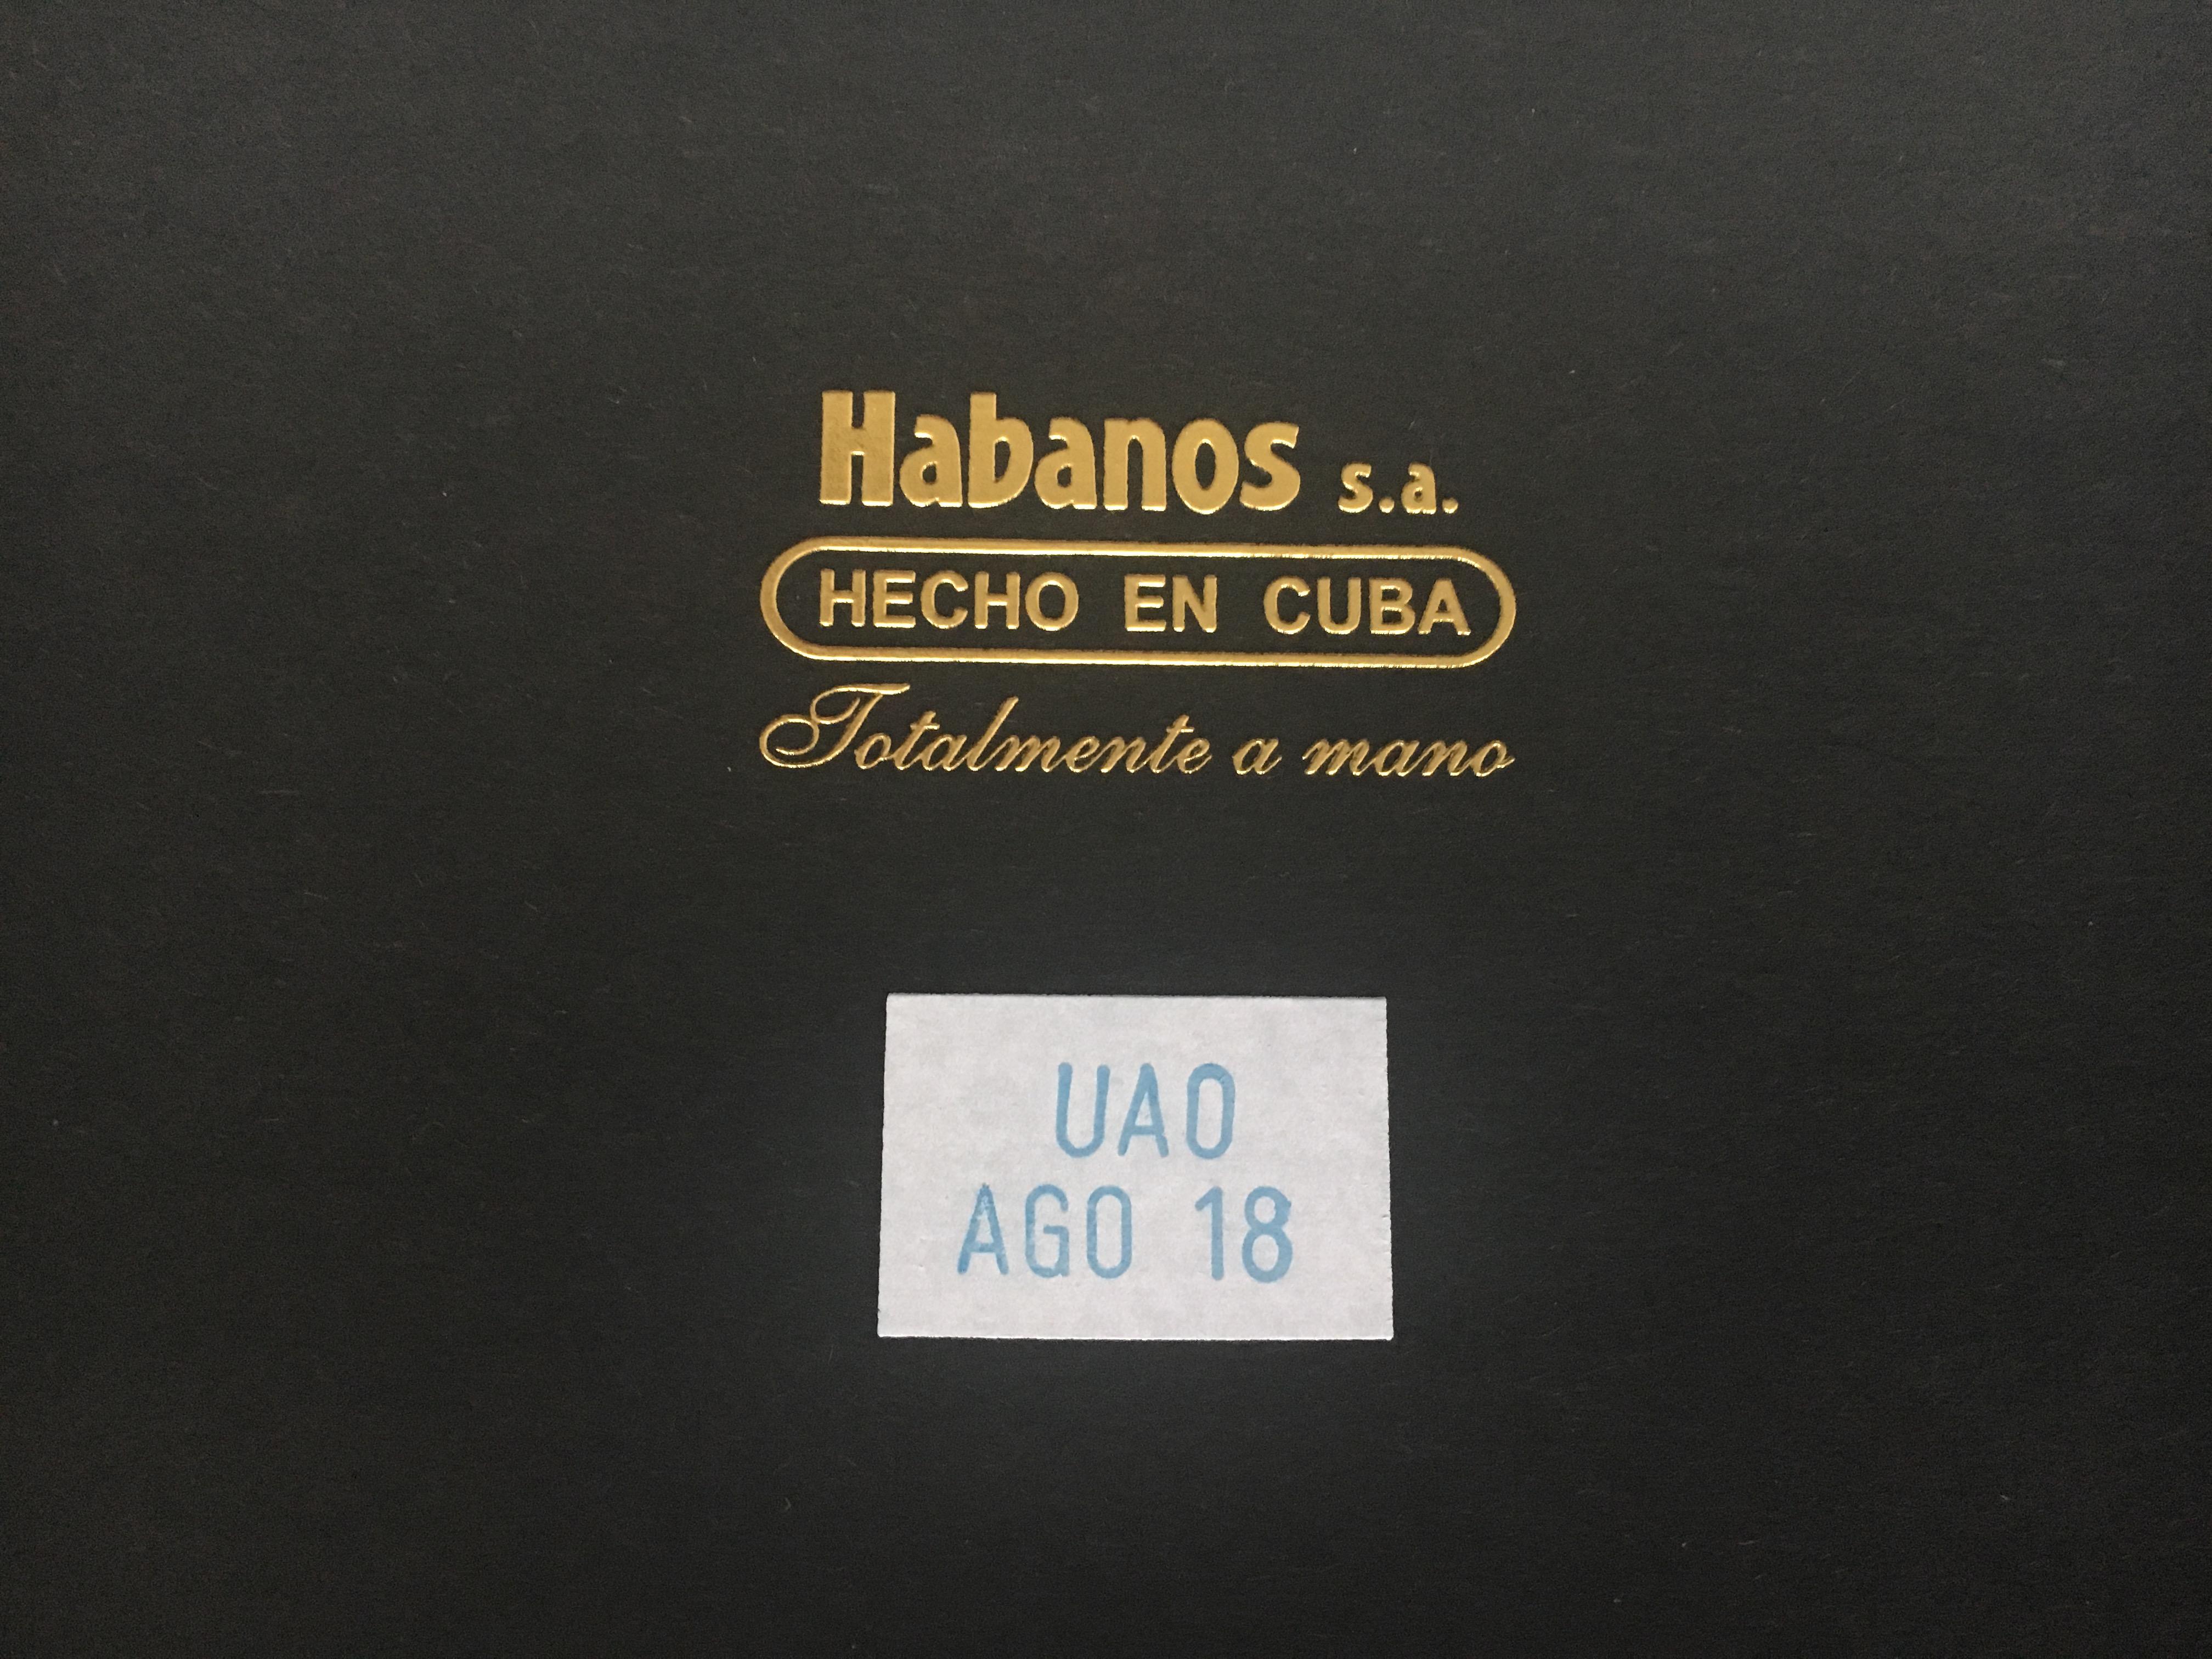 Habanos s.a.
HECHO EN CUBA
Totalmente a mano
UAO
AGO 18